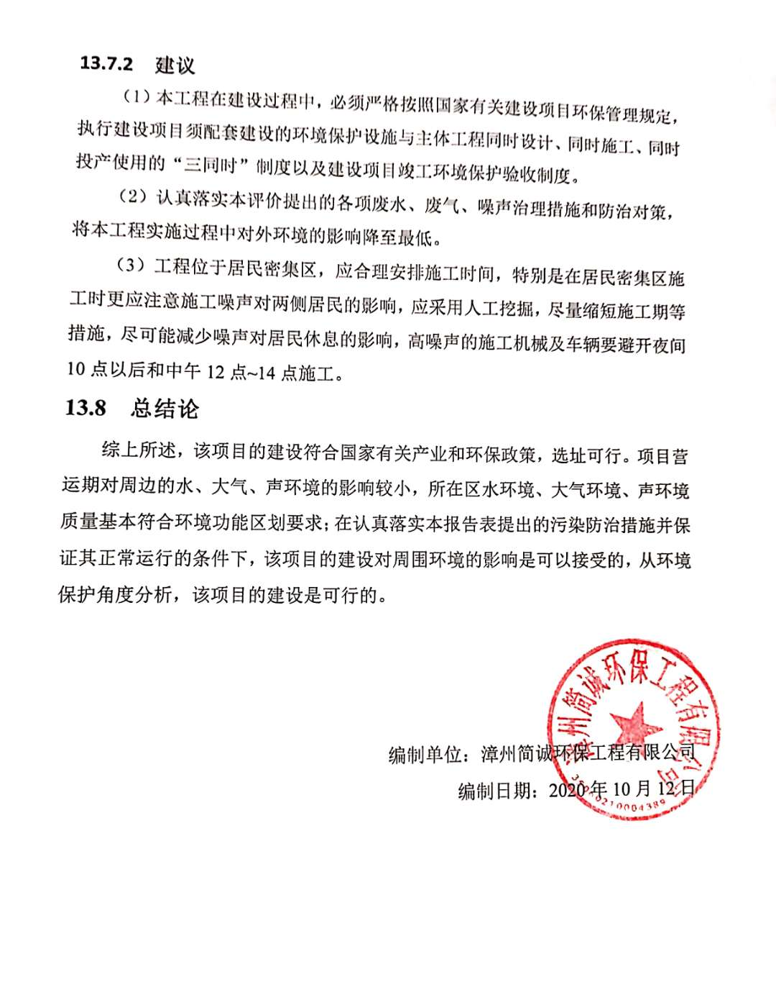 13.7.2 建议
（1）本工程在建设过程中，必须严格按照国家有关建设项目环保管理规定，
执行建设项目须配套建设的环境保护设施与主体工程同时设计、同时施工、同时
投产使用的“三同时”制度以及建设项目竣工环境保护验收制度。
（2）认真落实本评价提出的各项废水、废气、噪声治理措施和防治对策，
将本工程实施过程中对外环境的影响降至最低。
（3）工程位于居民密集区，应合理安排施工时间，特别是在居民密集区施
工时更应注意施工噪声对两侧居民的影响，应采用人工挖掘，尽量缩短施工期等
措施，尽可能减少噪声对居民休息的影响，高噪声的施工机械及车辆要避开夜间
10 点以后和中午 12 点~14 点施工。
13.8 总结论
综上所述，该项目的建设符合国家有关产业和环保政策，选址可行。项目营
运期对周边的水、大气、声环境的影响较小，所在区水环境、大气环境、声环境
质量基本符合环境功能区划要求；在认真落实本报告表提出的污染防治措施并保
证其正常运行的条件下，该项目的建设对周围环境的影响是可以接受的，从环境
保护角度分析，该项目的建设是可行的。
漳州简诚环保工程有限公司
编制单位：漳州简诚环保工程有限公司
编制日期：2020 年 10 月 12 日